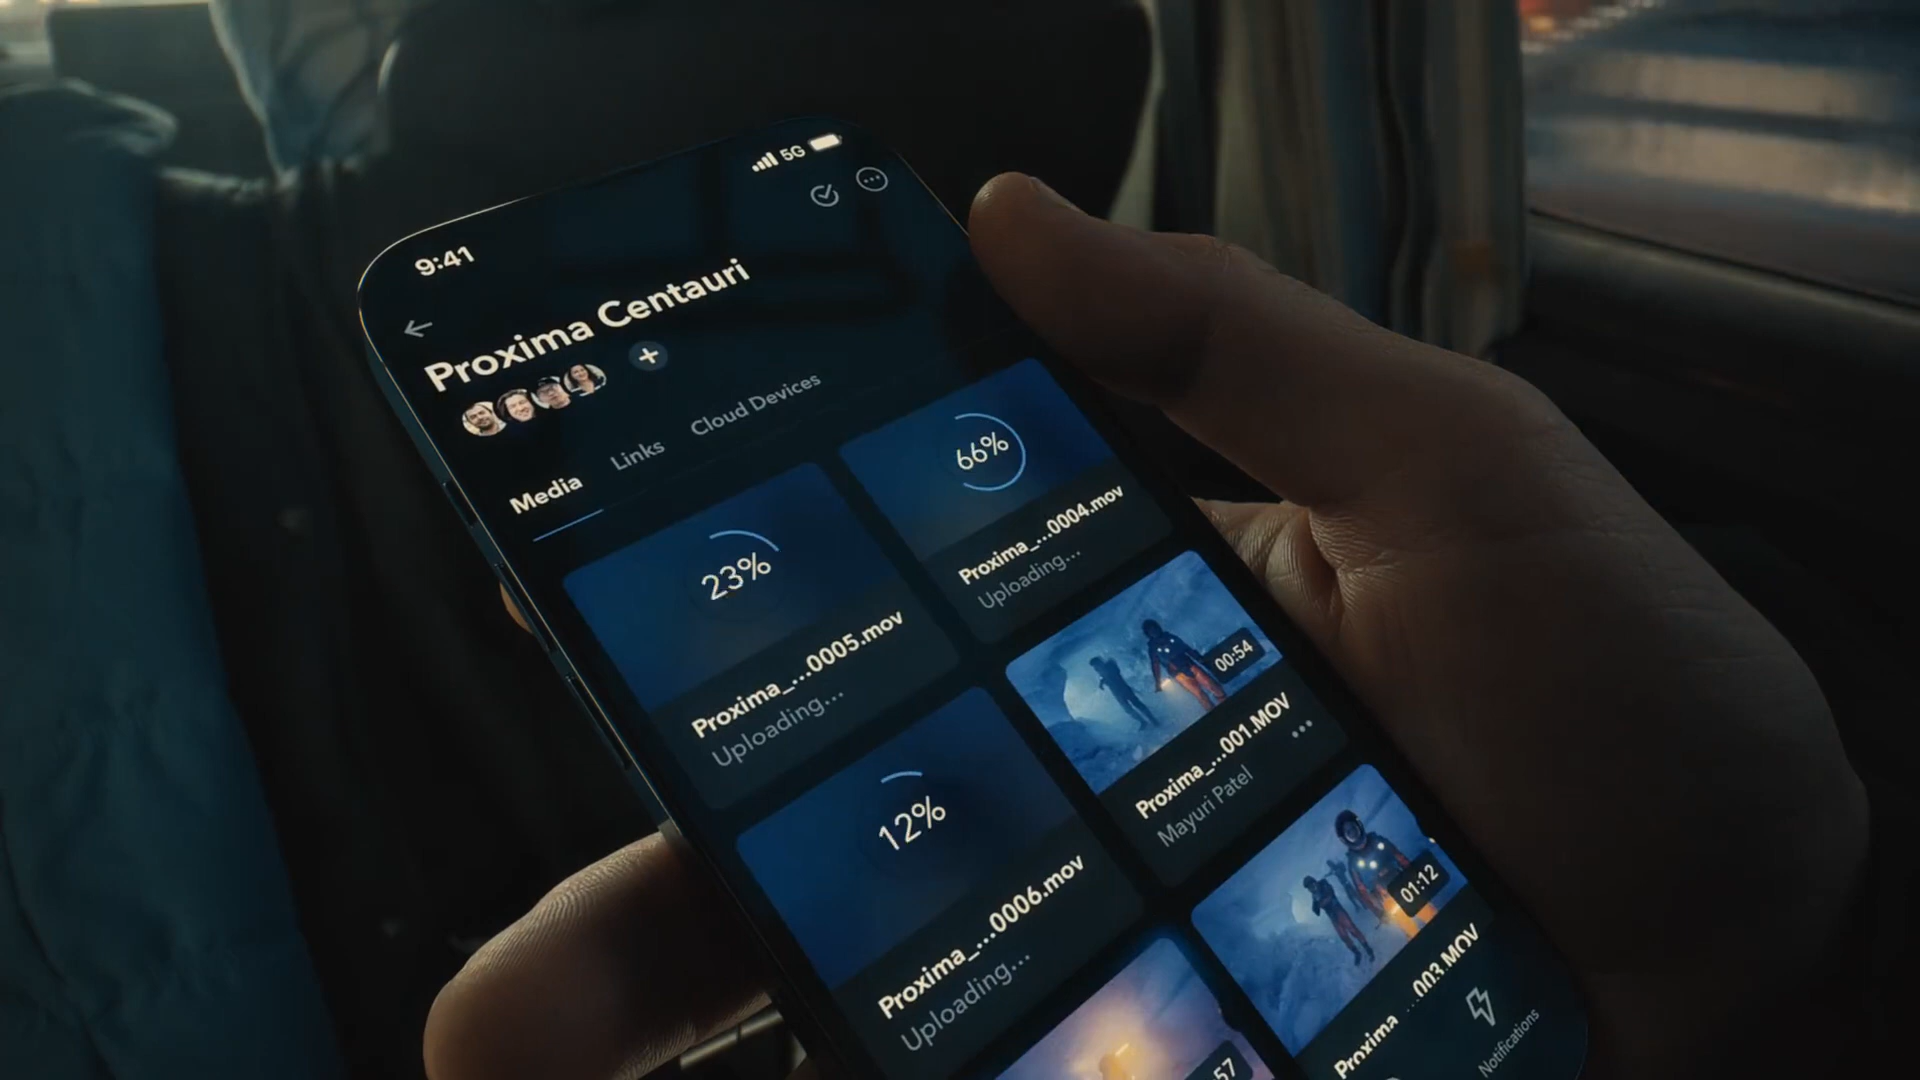 5G
9:41
Proxima Centauri
Media
Links
Cloud Devices
23%
Proxima_...0005.mov
Uploading...
66%
Proxima_...0004.mov
Uploading...
12%
Proxima_...0006.mov
Uploading...
00:54
Proxima_...001.MOV
Mayuri Patel
01:12
Proxima_...003.MOV
:57
Notifications